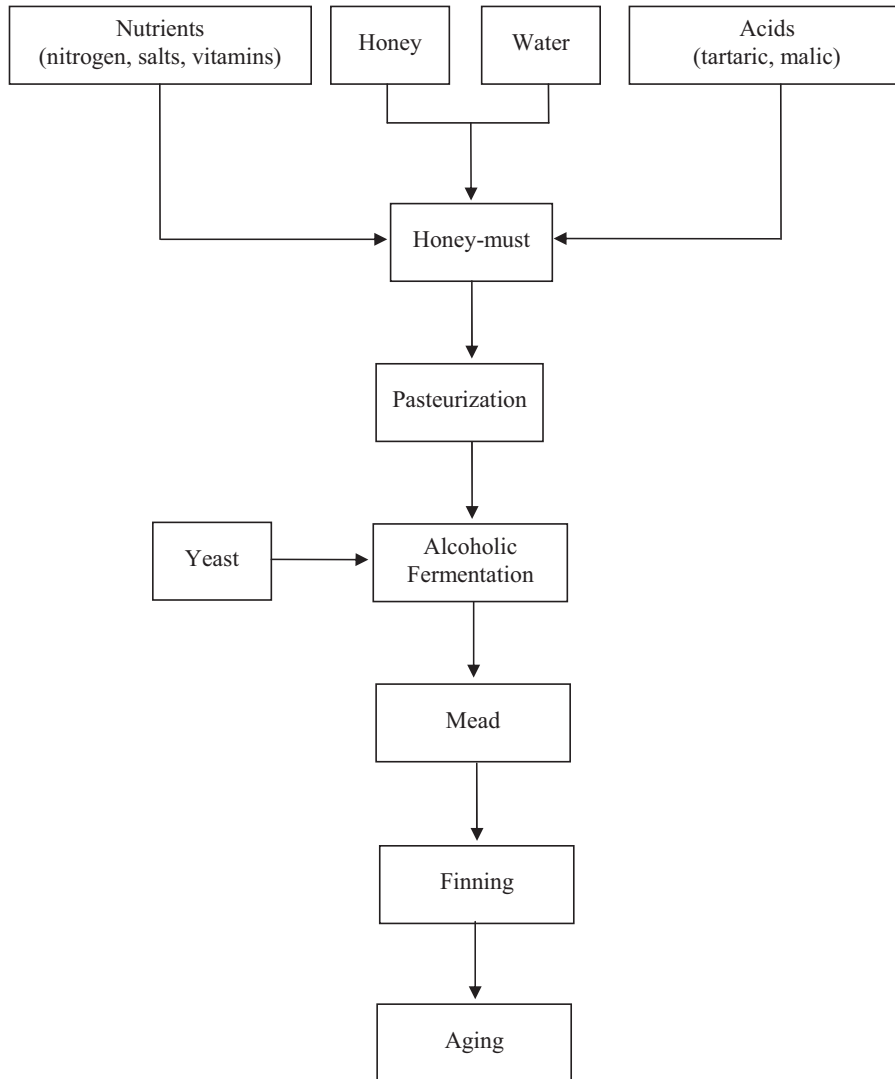 Nutrients
(nitrogen, salts, vitamins)
Honey
Water
Acids
(tartaric, malic)
Honey-must
Pasteurization
Yeast
Alcoholic
Fermentation
Mead
Finning
Aging